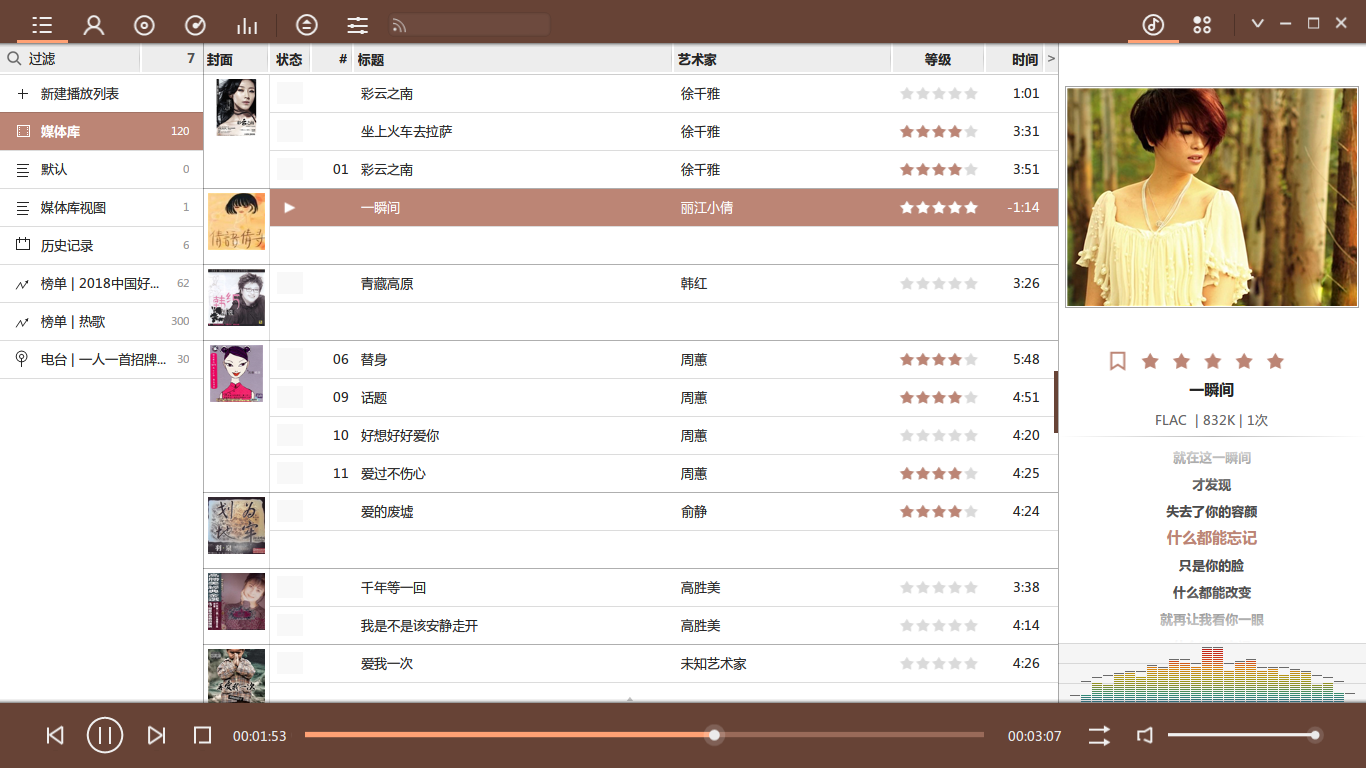 过滤 7 封面 状态 # 标题 艺术家 等级 时间 >
新建播放列表
媒体库 120
默认 0
媒体库视图 1
历史记录 6
榜单 | 2018中国好... 62
榜单 | 热歌 300
电台 | 一人一首招牌... 30
彩云之南 徐千雅 1:01
坐上火车去拉萨 徐千雅 3:31
01 彩云之南 徐千雅 3:51
一瞬间 丽江小倩 -1:14
青藏高原 韩红 3:26
06 替身 周蕙 5:48
09 话题 周蕙 4:51
10 好想好好爱你 周蕙 4:20
11 爱过不伤心 周蕙 4:25
爱的废墟 俞静 4:24
千年等一回 高胜美 3:38
我是不是该安静走开 高胜美 4:14
爱我一次 未知艺术家 4:26
一瞬间
FLAC | 832K | 1次
就在这一瞬间
才发现
失去了你的容颜
什么都能忘记
只是你的脸
什么都能改变
就再让我看你一眼
00:01:53 00:03:07